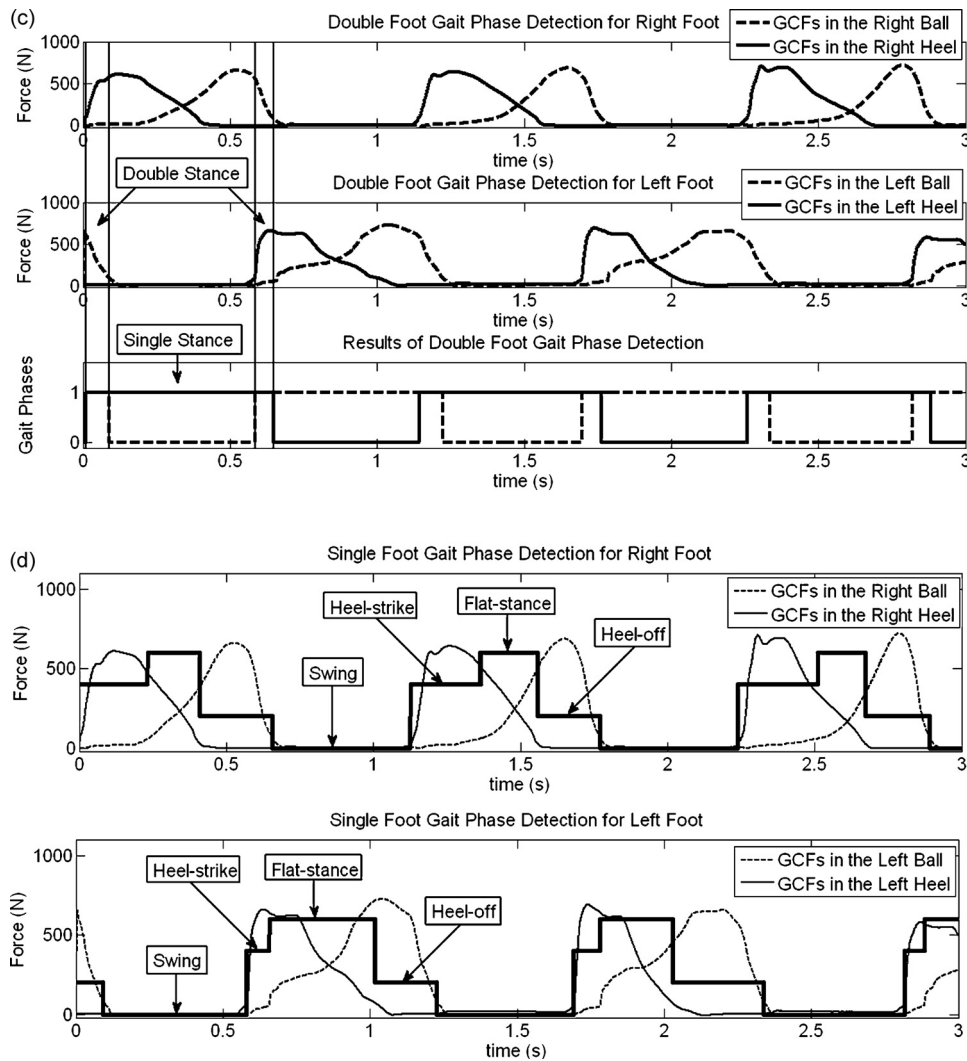 (c)
Double Foot Gait Phase Detection for Right Foot
GCFs in the Right Ball
GCFs in the Right Heel
Force (N)
1000
500
0
0 0.5 1 1.5 2 2.5 3
time (s)
Double Stance
Double Foot Gait Phase Detection for Left Foot
GCFs in the Left Ball
GCFs in the Left Heel
Force (N)
1000
500
0
0 0.5 1 1.5 2 2.5 3
time (s)
Single Stance
Results of Double Foot Gait Phase Detection
Gait Phases
1
0
0 0.5 1 1.5 2 2.5 3
time (s)
(d)
Single Foot Gait Phase Detection for Right Foot
GCFs in the Right Ball
GCFs in the Right Heel
Heel-strike
Flat-stance
Heel-off
Swing
Force (N)
1000
500
0
0 0.5 1 1.5 2 2.5 3
time (s)
Single Foot Gait Phase Detection for Left Foot
GCFs in the Left Ball
GCFs in the Left Heel
Heel-strike
Flat-stance
Heel-off
Swing
Force (N)
1000
500
0
0 0.5 1 1.5 2 2.5 3
time (s)